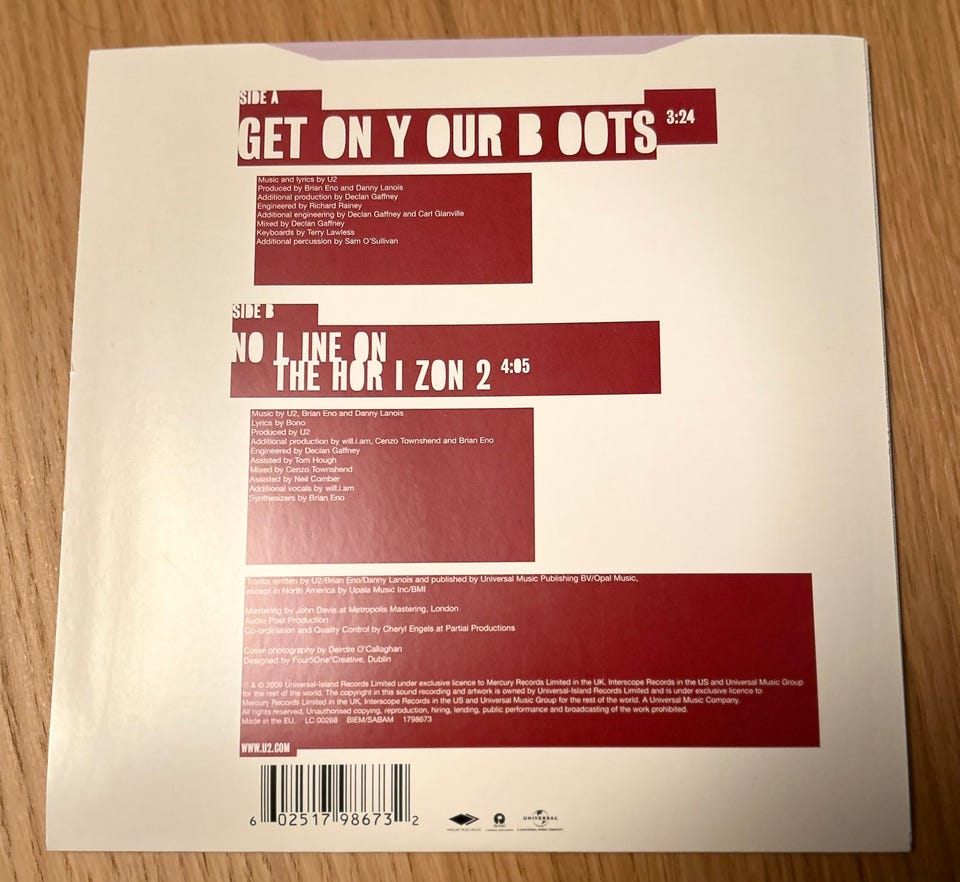 SIDE A
GET ON Y OUR B OOTS 3:24
Music and lyrics by U2
Produced by Brian Eno and Danny Lanois
Additional production by Declan Gaffney
Engineered by Richard Rainey
Additional engineering by Declan Gaffney and Carl Glanville
Mixed by Declan Gaffney
Keyboards by Terry Lawless
Additional percussion by Sam O'Sullivan
SIDE B
NO L INE ON
THE HOR I ZON 2 4:05
Music by U2, Brian Eno and Danny Lanois
Lyrics by Bono
Produced by U2
Additional production by will.i.am, Cenzo Townshend and Brian Eno
Engineered by Declan Gaffney
Assisted by Tom Hough
Mixed by Cenzo Townshend
Assisted by Neil Comber
Additional vocals by will.i.am
Synthesizers by Brian Eno
Tracks written by U2/Brian Eno/Danny Lanois and published by Universal Music Publishing BV/Opal Music,
except in North America by Upala Music Inc/BMI
Mastering by John Davis at Metropolis Mastering, London
Audio Post Production
Co-ordination and Quality Control by Cheryl Engels at Partial Productions
Cover photography by Deirdre O'Callaghan
Designed by Four5One°Creative, Dublin
℗ & © 2009 Universal-Island Records Limited under exclusive licence to Mercury Records Limited in the UK, Interscope Records in the US and Universal Music Group
for the rest of the world. The copyright in this sound recording and artwork is owned by Universal-Island Records Limited and is under exclusive licence to
Mercury Records Limited in the UK, Interscope Records in the US and Universal Music Group for the rest of the world. A Universal Music Company.
All rights reserved. Unauthorised copying, reproduction, hiring, lending, public performance and broadcasting of the work prohibited.
Made in the EU. LC 00268 BIEM/SABAM 1798673
WWW.U2.COM
6 02517 98673 2
UNIVERSAL